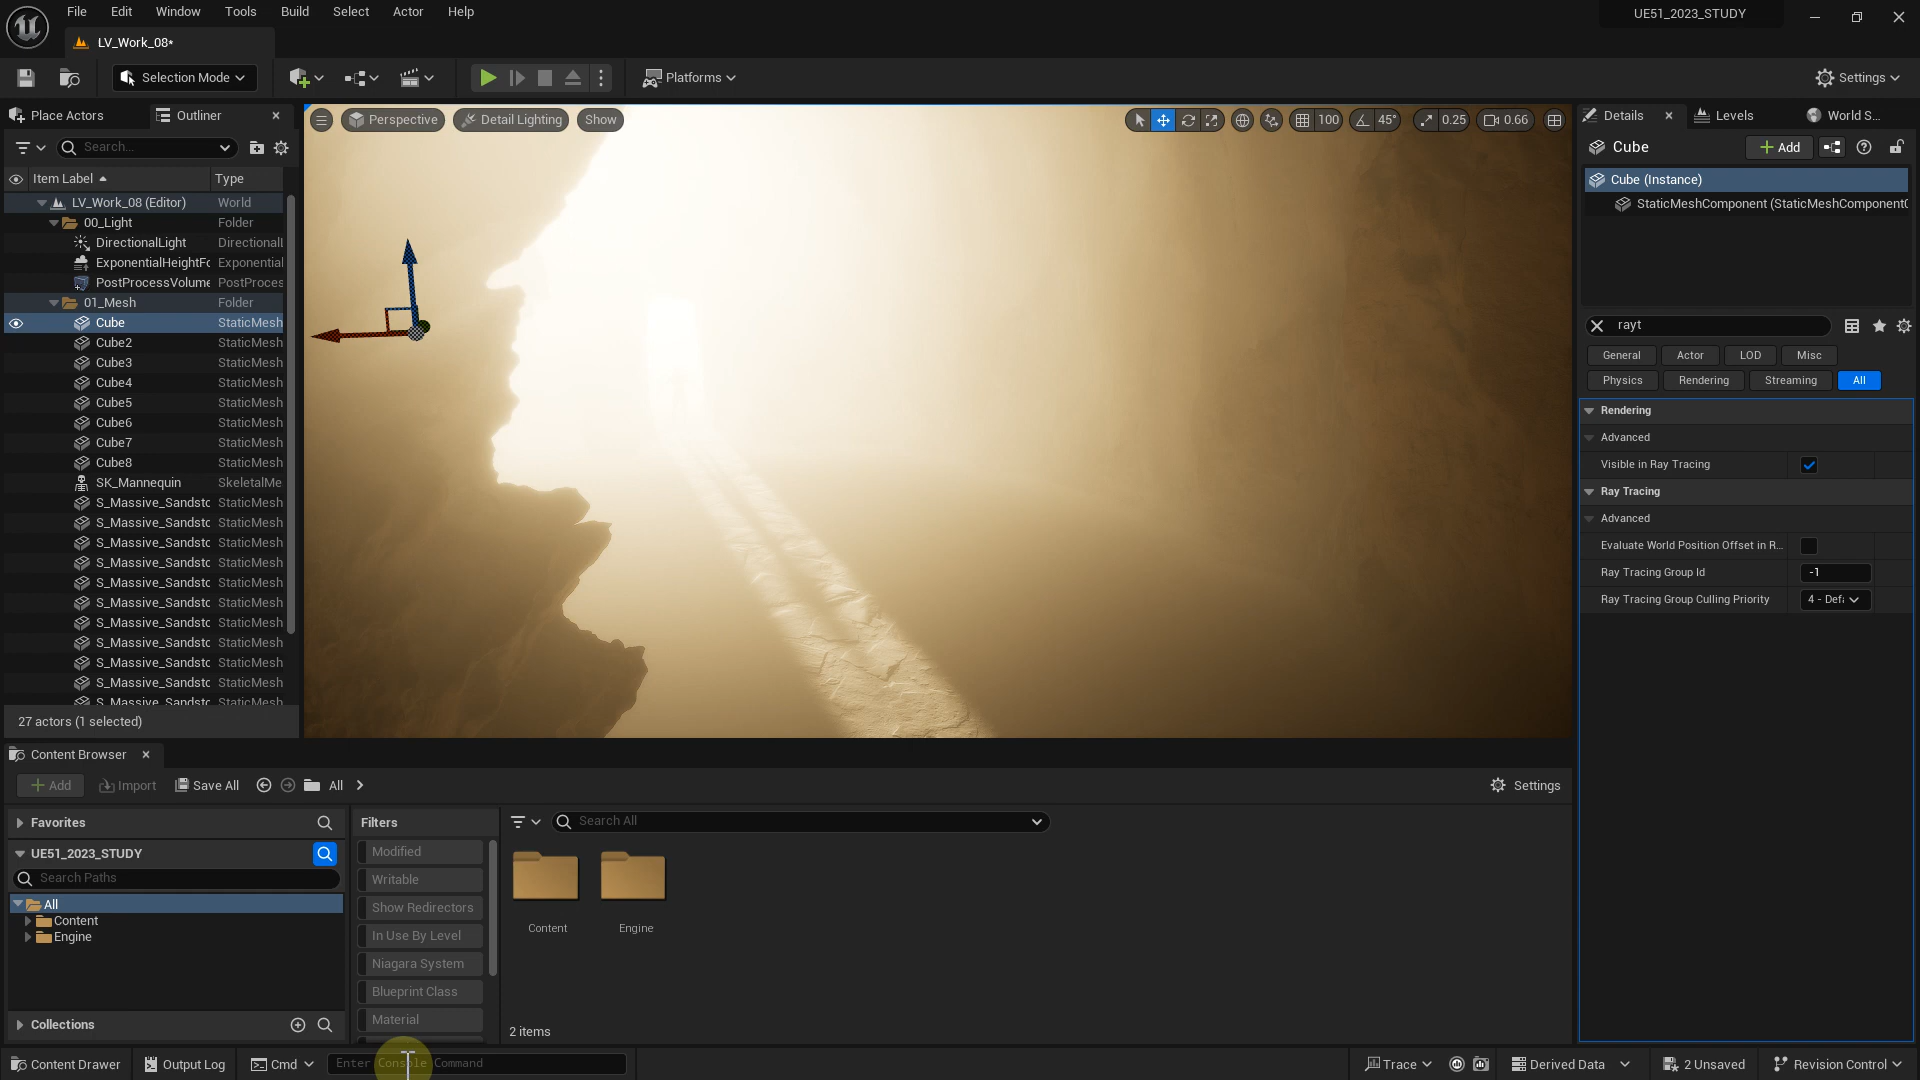 File Edit Window Tools Build Select Actor Help
UE51_2023_STUDY
LV_Work_08*
Selection Mode
Platforms
Settings
Place Actors
Outliner
Perspective
Detail Lighting
Show
100
45°
0.25
0.66
Details
Levels
World S...
Search...
Cube
Add
Item Label
Type
Cube (Instance)
LV_Work_08 (Editor) World
StaticMeshComponent (StaticMeshComponent
00_Light Folder
DirectionalLight Directional
ExponentialHeightFo Exponential
PostProcessVolume PostProces
01_Mesh Folder
Cube StaticMesh
Cube2 StaticMesh
Cube3 StaticMesh
Cube4 StaticMesh
Cube5 StaticMesh
Cube6 StaticMesh
Cube7 StaticMesh
Cube8 StaticMesh
SK_Mannequin SkeletalMe
S_Massive_Sandstc StaticMesh
S_Massive_Sandstc StaticMesh
S_Massive_Sandstc StaticMesh
S_Massive_Sandstc StaticMesh
S_Massive_Sandstc StaticMesh
S_Massive_Sandstc StaticMesh
S_Massive_Sandstc StaticMesh
S_Massive_Sandstc StaticMesh
S_Massive_Sandstc StaticMesh
S_Massive_Sandstc StaticMesh
S_Massive_Sandstc StaticMesh
27 actors (1 selected)
rayt
General Actor LOD Misc
Physics Rendering Streaming All
Rendering
Advanced
Visible in Ray Tracing
Ray Tracing
Advanced
Evaluate World Position Offset in R...
Ray Tracing Group Id -1
Ray Tracing Group Culling Priority 4 - Defa
Content Browser
Add
Import
Save All
All
Settings
Favorites
UE51_2023_STUDY
Search Paths
All
Content
Engine
Collections
Filters
Modified
Writable
Show Redirectors
In Use By Level
Niagara System
Blueprint Class
Material
Search All
Content
Engine
2 items
Content Drawer
Output Log
Cmd
Enter Console Command
Trace
Derived Data
2 Unsaved
Revision Control